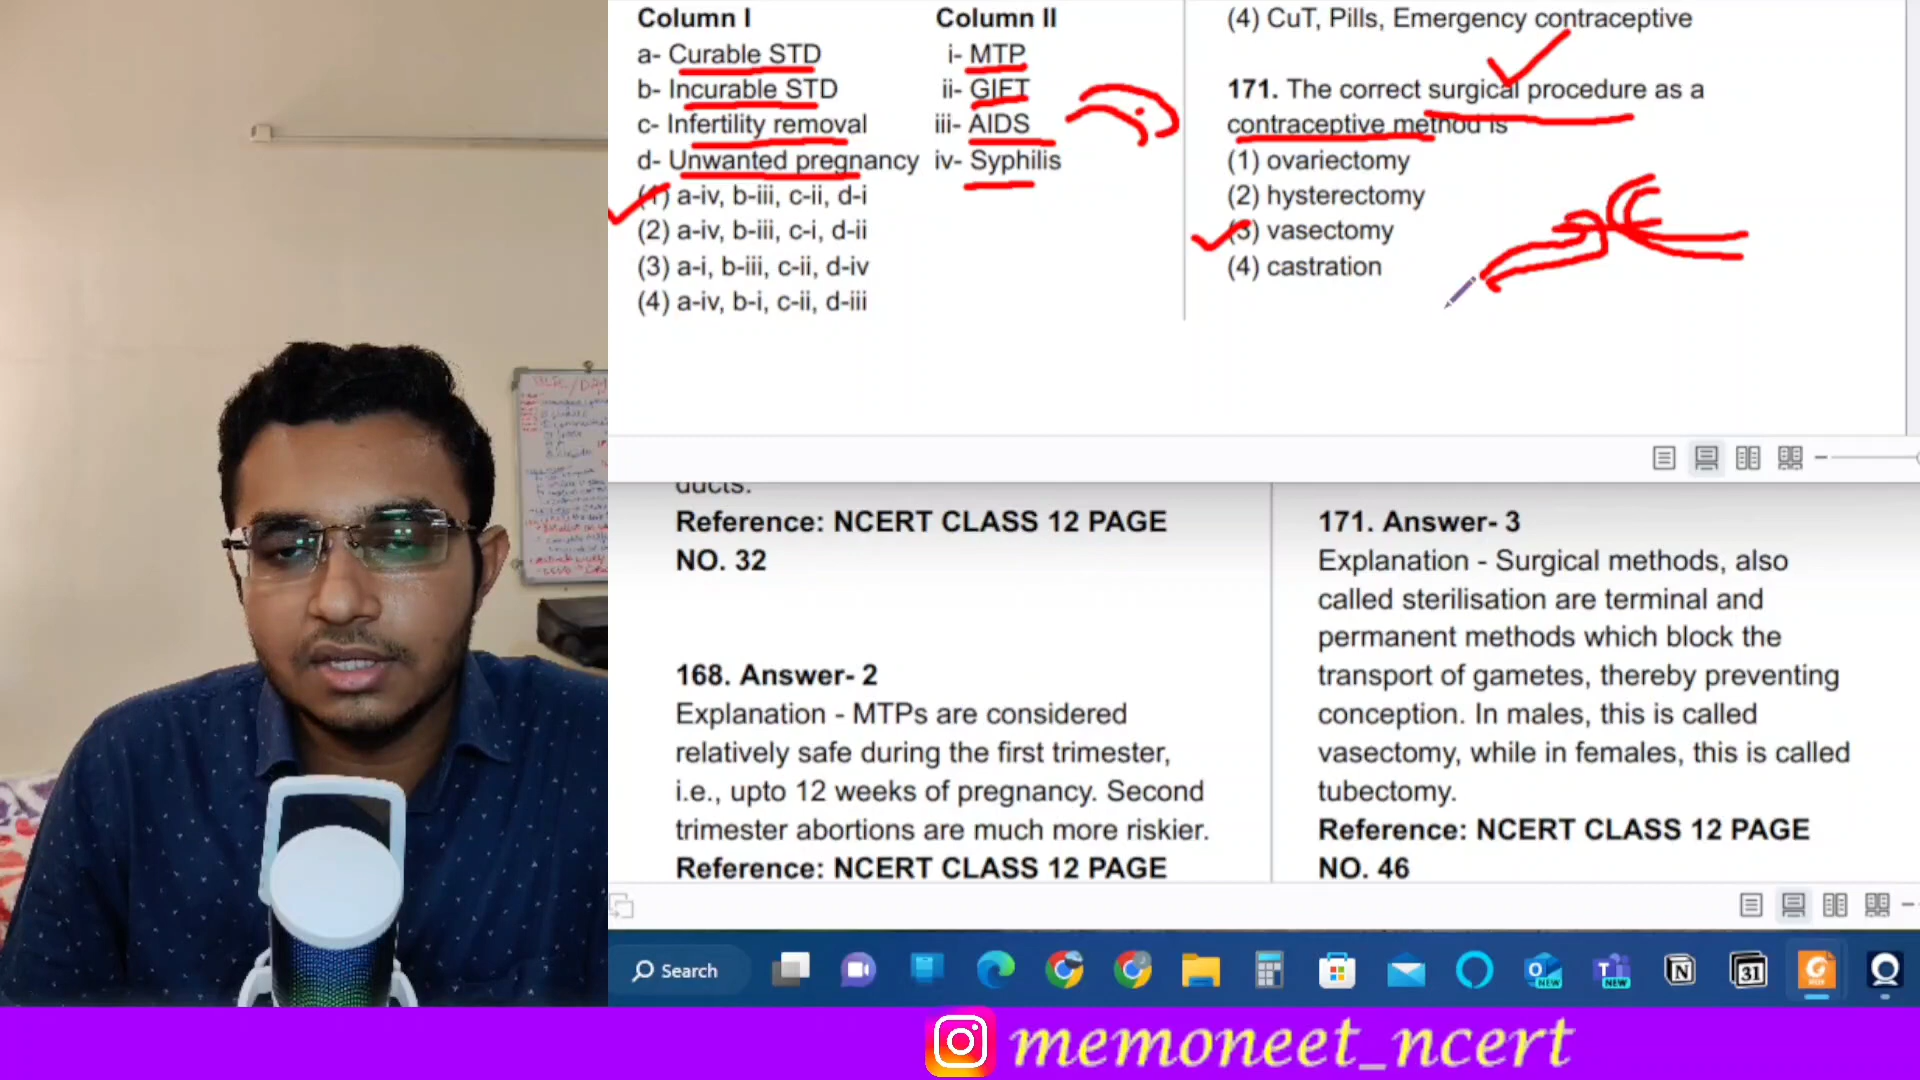 Column I Column II
a- Curable STD i- MTP
b- Incurable STD ii- GIFT
c- Infertility removal iii- AIDS
d- Unwanted pregnancy iv- Syphilis
(1) a-iv, b-iii, c-ii, d-i
(2) a-iv, b-iii, c-i, d-ii
(3) a-i, b-iii, c-ii, d-iv
(4) a-iv, b-i, c-ii, d-iii
(4) CuT, Pills, Emergency contraceptive
171. The correct surgical procedure as a
contraceptive method is
(1) ovariectomy
(2) hysterectomy
(3) vasectomy
(4) castration
ducts.
Reference: NCERT CLASS 12 PAGE
NO. 32
168. Answer- 2
Explanation - MTPs are considered
relatively safe during the first trimester,
i.e., upto 12 weeks of pregnancy. Second
trimester abortions are much more riskier.
Reference: NCERT CLASS 12 PAGE
171. Answer- 3
Explanation - Surgical methods, also
called sterilisation are terminal and
permanent methods which block the
transport of gametes, thereby preventing
conception. In males, this is called
vasectomy, while in females, this is called
tubectomy.
Reference: NCERT CLASS 12 PAGE
NO. 46
Search
NEW
NEW
31
memoneet_ncert